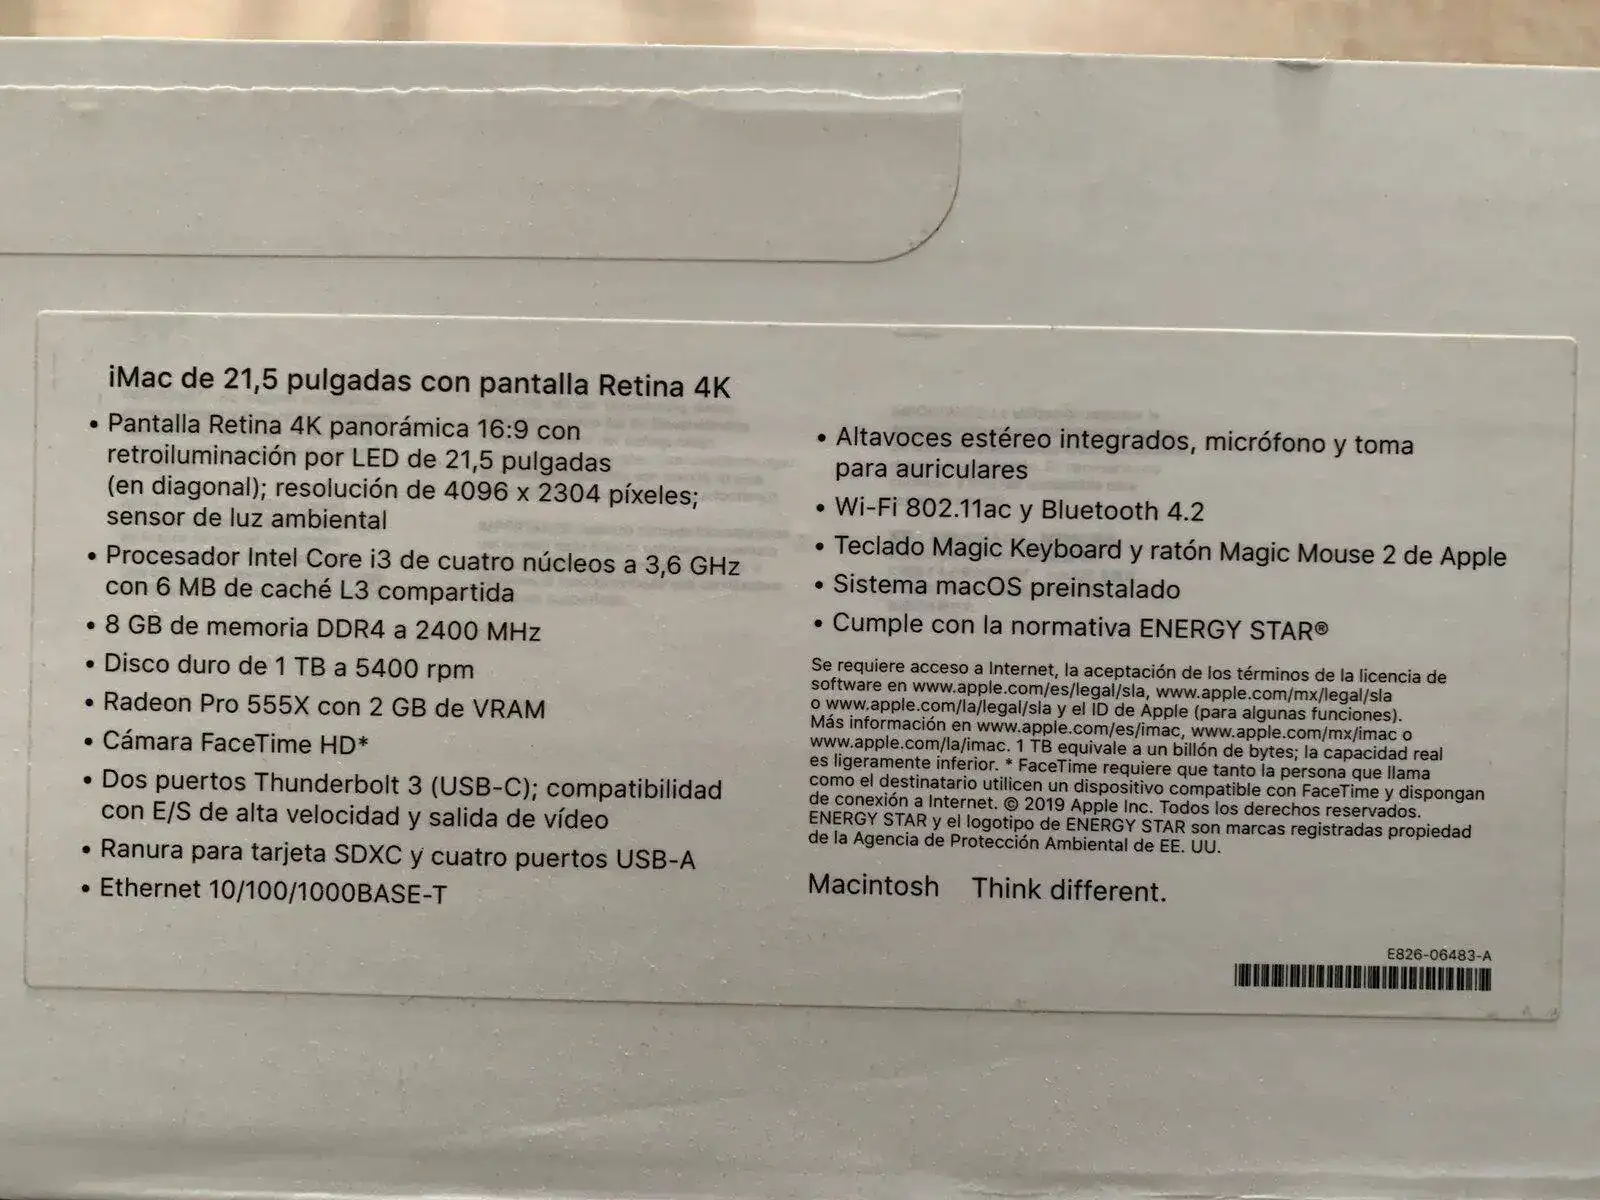 iMac de 21,5 pulgadas con pantalla Retina 4K
• Pantalla Retina 4K panorámica 16:9 con
retroiluminación por LED de 21,5 pulgadas
(en diagonal); resolución de 4096 x 2304 píxeles;
sensor de luz ambiental
• Procesador Intel Core i3 de cuatro núcleos a 3,6 GHz
con 6 MB de caché L3 compartida
• 8 GB de memoria DDR4 a 2400 MHz
• Disco duro de 1 TB a 5400 rpm
• Radeon Pro 555X con 2 GB de VRAM
• Cámara FaceTime HD*
• Dos puertos Thunderbolt 3 (USB-C); compatibilidad
con E/S de alta velocidad y salida de vídeo
• Ranura para tarjeta SDXC y cuatro puertos USB-A
• Ethernet 10/100/1000BASE-T
• Altavoces estéreo integrados, micrófono y toma
para auriculares
• Wi-Fi 802.11ac y Bluetooth 4.2
• Teclado Magic Keyboard y ratón Magic Mouse 2 de Apple
• Sistema macOS preinstalado
• Cumple con la normativa ENERGY STAR®
Se requiere acceso a Internet, la aceptación de los términos de la licencia de
software en www.apple.com/es/legal/sla, www.apple.com/mx/legal/sla
o www.apple.com/la/legal/sla y el ID de Apple (para algunas funciones).
Más información en www.apple.com/es/imac, www.apple.com/mx/imac o
www.apple.com/la/imac. 1 TB equivale a un billón de bytes; la capacidad real
es ligeramente inferior. * FaceTime requiere que tanto la persona que llama
como el destinatario utilicen un dispositivo compatible con FaceTime y dispongan
de conexión a Internet. © 2019 Apple Inc. Todos los derechos reservados.
ENERGY STAR y el logotipo de ENERGY STAR son marcas registradas propiedad
de la Agencia de Protección Ambiental de EE. UU.
Macintosh Think different.
E826-06483-A